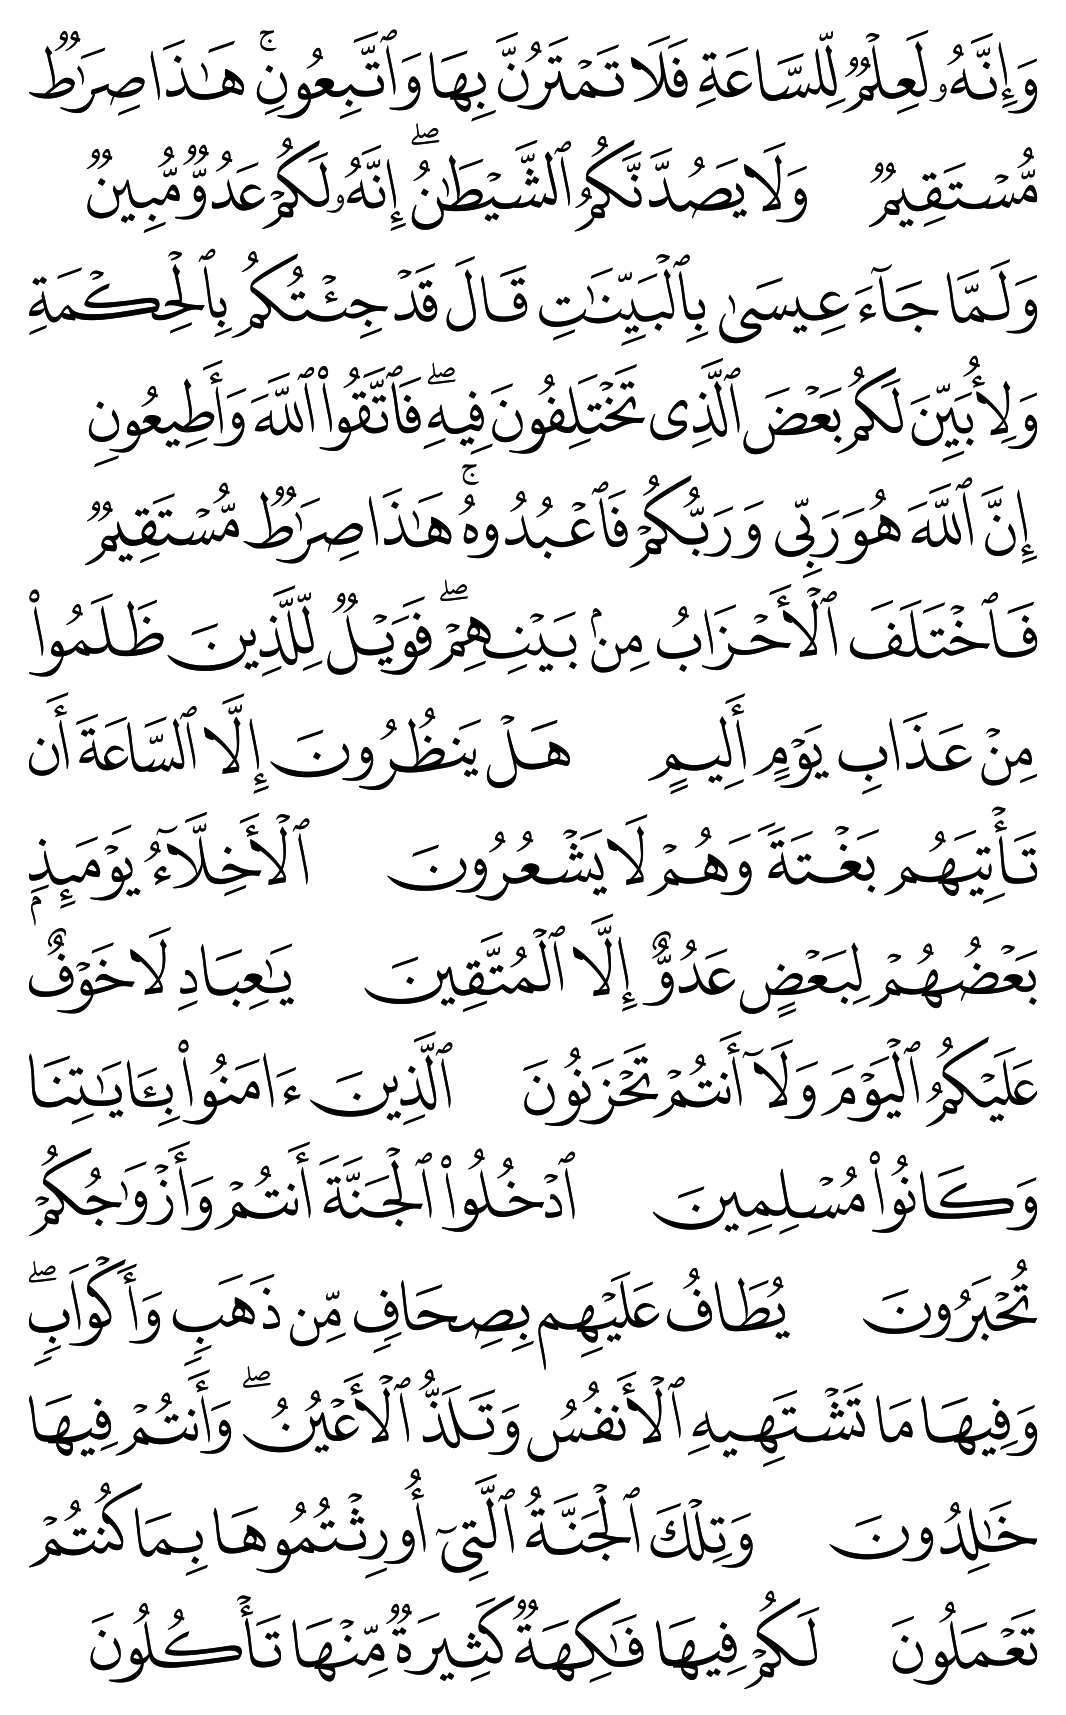 وَإِنَّهُۥ لَعِلۡمٞ لِّلسَّاعَةِ فَلَا تَمۡتَرُنَّ بِهَا وَٱتَّبِعُونِۚ هَٰذَا صِرَٰطٞ
مُّسۡتَقِيمٞ وَلَا يَصُدَّنَّكُمُ ٱلشَّيۡطَٰنُۖ إِنَّهُۥ لَكُمۡ عَدُوّٞ مُّبِينٞ
وَلَمَّا جَآءَ عِيسَىٰ بِٱلۡبَيِّنَٰتِ قَالَ قَدۡ جِئۡتُكُم بِٱلۡحِكۡمَةِ
وَلِأُبَيِّنَ لَكُم بَعۡضَ ٱلَّذِى تَخۡتَلِفُونَ فِيهِۖ فَٱتَّقُواْ ٱللَّهَ وَأَطِيعُونِ
إِنَّ ٱللَّهَ هُوَ رَبِّى وَرَبُّكُمۡ فَٱعۡبُدُوهُۚ هَٰذَا صِرَٰطٞ مُّسۡتَقِيمٞ
فَٱخۡتَلَفَ ٱلۡأَحۡزَابُ مِنۢ بَيۡنِهِمۡۖ فَوَيۡلٞ لِّلَّذِينَ ظَلَمُواْ
مِنۡ عَذَابِ يَوۡمٍ أَلِيمٍ هَلۡ يَنظُرُونَ إِلَّا ٱلسَّاعَةَ أَن
تَأۡتِيَهُم بَغۡتَةٗ وَهُمۡ لَا يَشۡعُرُونَ ٱلۡأَخِلَّآءُ يَوۡمَئِذِۭ
بَعۡضُهُمۡ لِبَعۡضٍ عَدُوٌّ إِلَّا ٱلۡمُتَّقِينَ يَٰعِبَادِ لَا خَوۡفٌ
عَلَيۡكُمُ ٱلۡيَوۡمَ وَلَآ أَنتُمۡ تَحۡزَنُونَ ٱلَّذِينَ ءَامَنُواْ بِـَٔايَٰتِنَا
وَكَانُواْ مُسۡلِمِينَ ٱدۡخُلُواْ ٱلۡجَنَّةَ أَنتُمۡ وَأَزۡوَٰجُكُمۡ
تُحۡبَرُونَ يُطَافُ عَلَيۡهِم بِصِحَافٖ مِّن ذَهَبٖ وَأَكۡوَابٖۖ
وَفِيهَا مَا تَشۡتَهِيهِ ٱلۡأَنفُسُ وَتَلَذُّ ٱلۡأَعۡيُنُۖ وَأَنتُمۡ فِيهَا
خَٰلِدُونَ وَتِلۡكَ ٱلۡجَنَّةُ ٱلَّتِىٓ أُورِثۡتُمُوهَا بِمَا كُنتُمۡ
تَعۡمَلُونَ لَكُمۡ فِيهَا فَٰكِهَةٞ كَثِيرَةٞ مِّنۡهَا تَأۡكُلُونَ